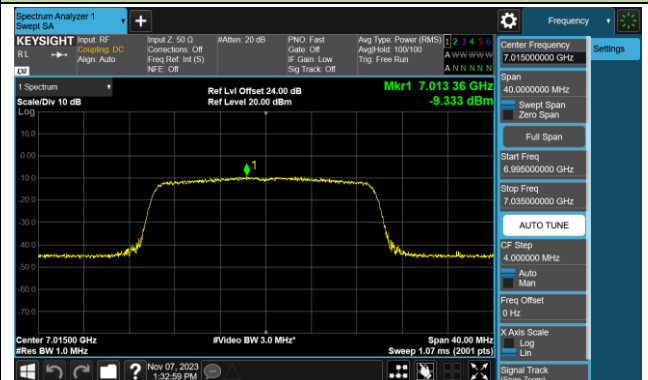 Spectrum Analyzer 1
Swept SA
Frequency
KEYSIGHT
RL
LXI
Input: RF
Coupling: DC
Align: Auto
Input Z: 50 Ω
Corrections: Off
Freq Ref: Int (S)
NFE: Off
#Atten: 20 dB
PNO: Fast
Gate: Off
IF Gain: Low
Sig Track: Off
Avg Type: Power (RMS)
Avg|Hold: 100/100
Trig: Free Run
1 2 3 4 5 6
A W W W W W
A N N N N N
Center Frequency
7.015000000 GHz
Settings
Span
40.0000000 MHz
Swept Span
Zero Span
Full Span
Start Freq
6.995000000 GHz
Stop Freq
7.035000000 GHz
AUTO TUNE
CF Step
4.000000 MHz
Auto
Man
Freq Offset
0 Hz
X Axis Scale
Log
Lin
Signal Track
(Span Zoom)
1 Spectrum
Scale/Div 10 dB
Log
Ref Lvl Offset 24.00 dB
Ref Level 20.00 dBm
Mkr1 7.013 36 GHz
-9.333 dBm
10.0
0.00
-10.0
-20.0
-30.0
-40.0
-50.0
-60.0
-70.0
1
Center 7.01500 GHz
#Res BW 1.0 MHz
#Video BW 3.0 MHz*
Span 40.00 MHz
Sweep 1.07 ms (2001 pts)
?
Nov 07, 2023
1:32:59 PM